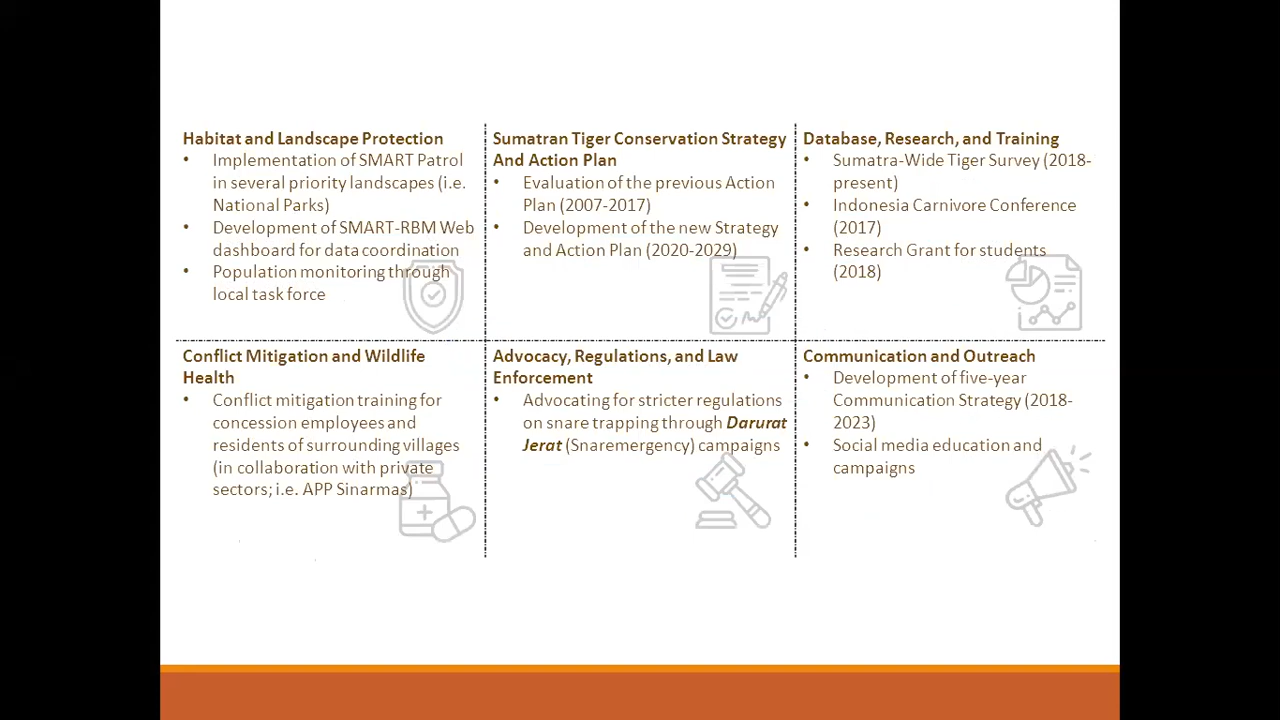 Habitat and Landscape Protection
• Implementation of SMART Patrol
in several priority landscapes (i.e.
National Parks)
• Development of SMART-RBM Web
dashboard for data coordination
• Population monitoring through
local task force
Sumatran Tiger Conservation Strategy
And Action Plan
• Evaluation of the previous Action
Plan (2007-2017)
• Development of the new Strategy
and Action Plan (2020-2029)
Database, Research, and Training
• Sumatra-Wide Tiger Survey (2018-
present)
• Indonesia Carnivore Conference
(2017)
• Research Grant for students
(2018)
Conflict Mitigation and Wildlife
Health
• Conflict mitigation training for
concession employees and
residents of surrounding villages
(in collaboration with private
sectors; i.e. APP Sinarmas)
Advocacy, Regulations, and Law
Enforcement
• Advocating for stricter regulations
on snare trapping through Darurat
Jerat (Snaremergency) campaigns
Communication and Outreach
• Development of five-year
Communication Strategy (2018-
2023)
• Social media education and
campaigns